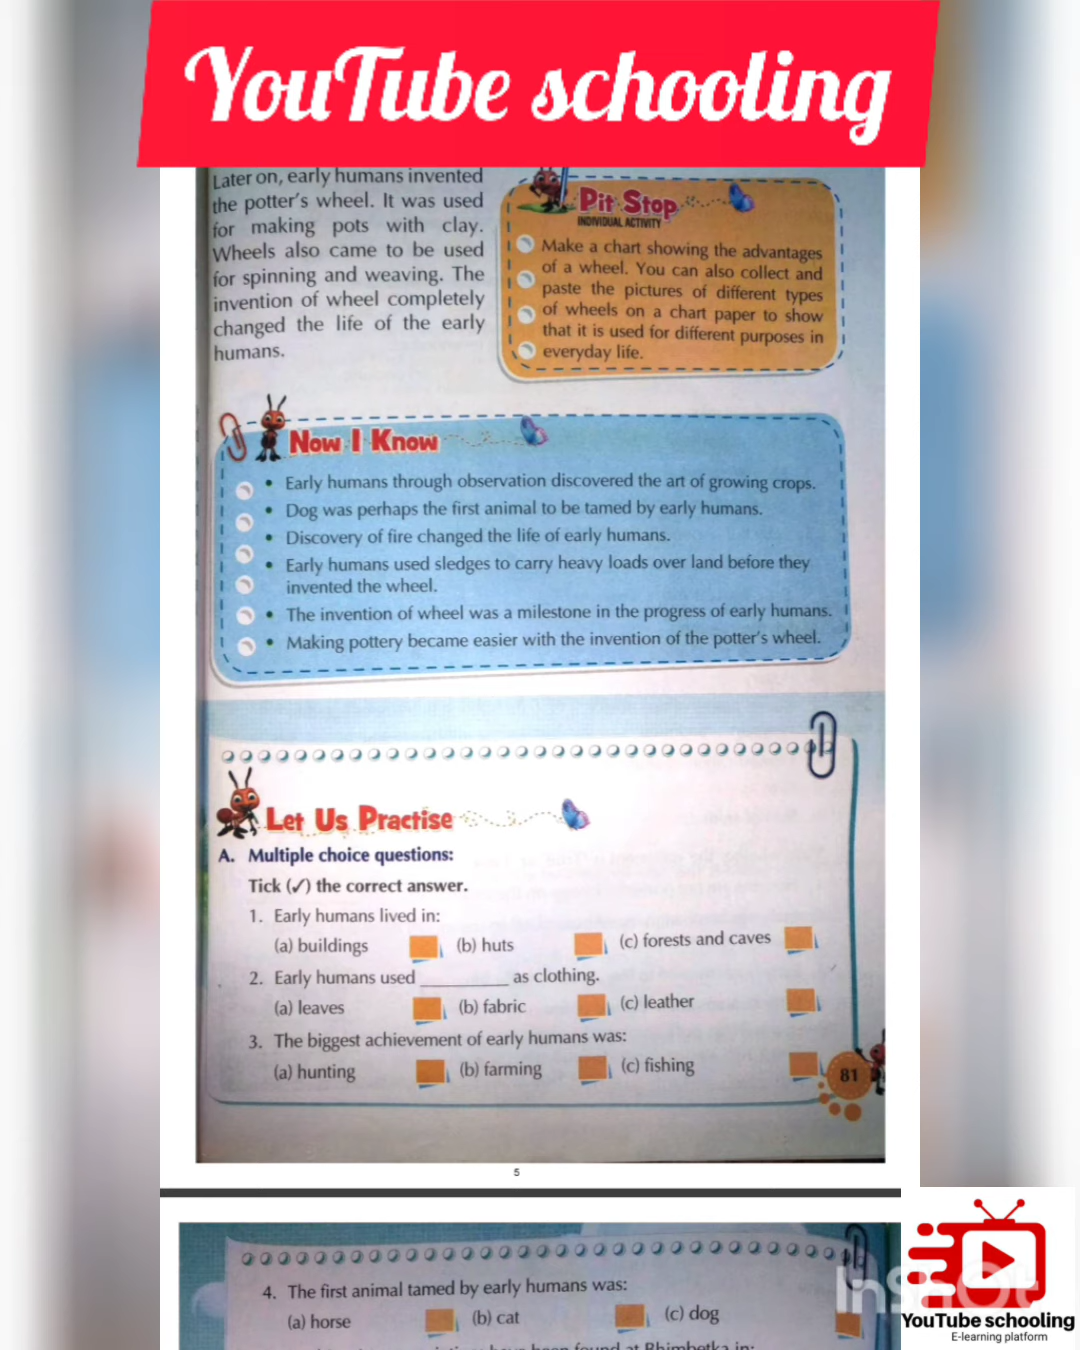 YouTube schooling
Later on, early humans invented
the potter's wheel. It was used
for making pots with clay.
Wheels also came to be used
for spinning and weaving. The
invention of wheel completely
changed the life of the early
humans.
Pit Stop
INDIVIDUAL ACTIVITY
Make a chart showing the advantages
of a wheel. You can also collect and
paste the pictures of different types
of wheels on a chart paper to show
that it is used for different purposes in
everyday life.
Now I Know
• Early humans through observation discovered the art of growing crops.
• Dog was perhaps the first animal to be tamed by early humans.
• Discovery of fire changed the life of early humans.
• Early humans used sledges to carry heavy loads over land before they
invented the wheel.
• The invention of wheel was a milestone in the progress of early humans.
• Making pottery became easier with the invention of the potter's wheel.
Let Us Practise
A. Multiple choice questions:
Tick (✓) the correct answer.
1. Early humans lived in:
(a) buildings (b) huts (c) forests and caves
2. Early humans used __________ as clothing.
(a) leaves (b) fabric (c) leather
3. The biggest achievement of early humans was:
(a) hunting (b) farming (c) fishing
81
5
4. The first animal tamed by early humans was:
(a) horse (b) cat (c) dog
found at Bhimbetka in:
InShOt
YouTube schooling
E-learning platform